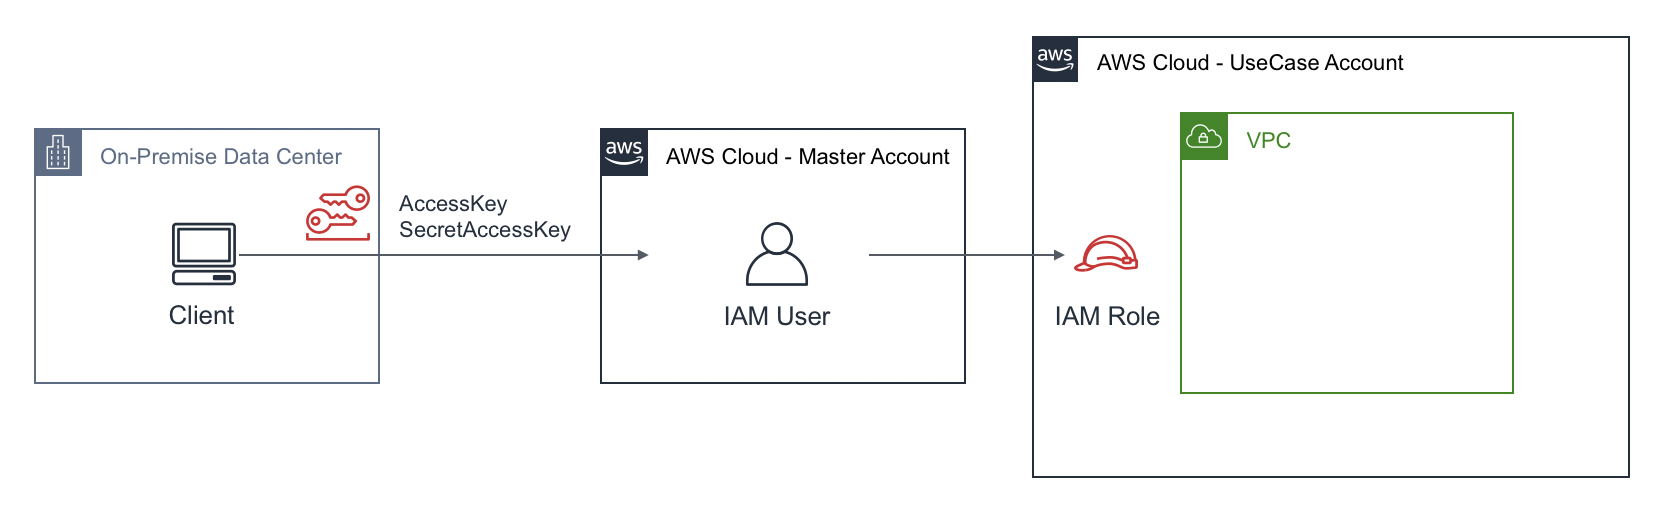 aws
AWS Cloud - UseCase Account
On-Premise Data Center
aws
AWS Cloud - Master Account
VPC
AccessKey
SecretAccessKey
Client
IAM User
IAM Role